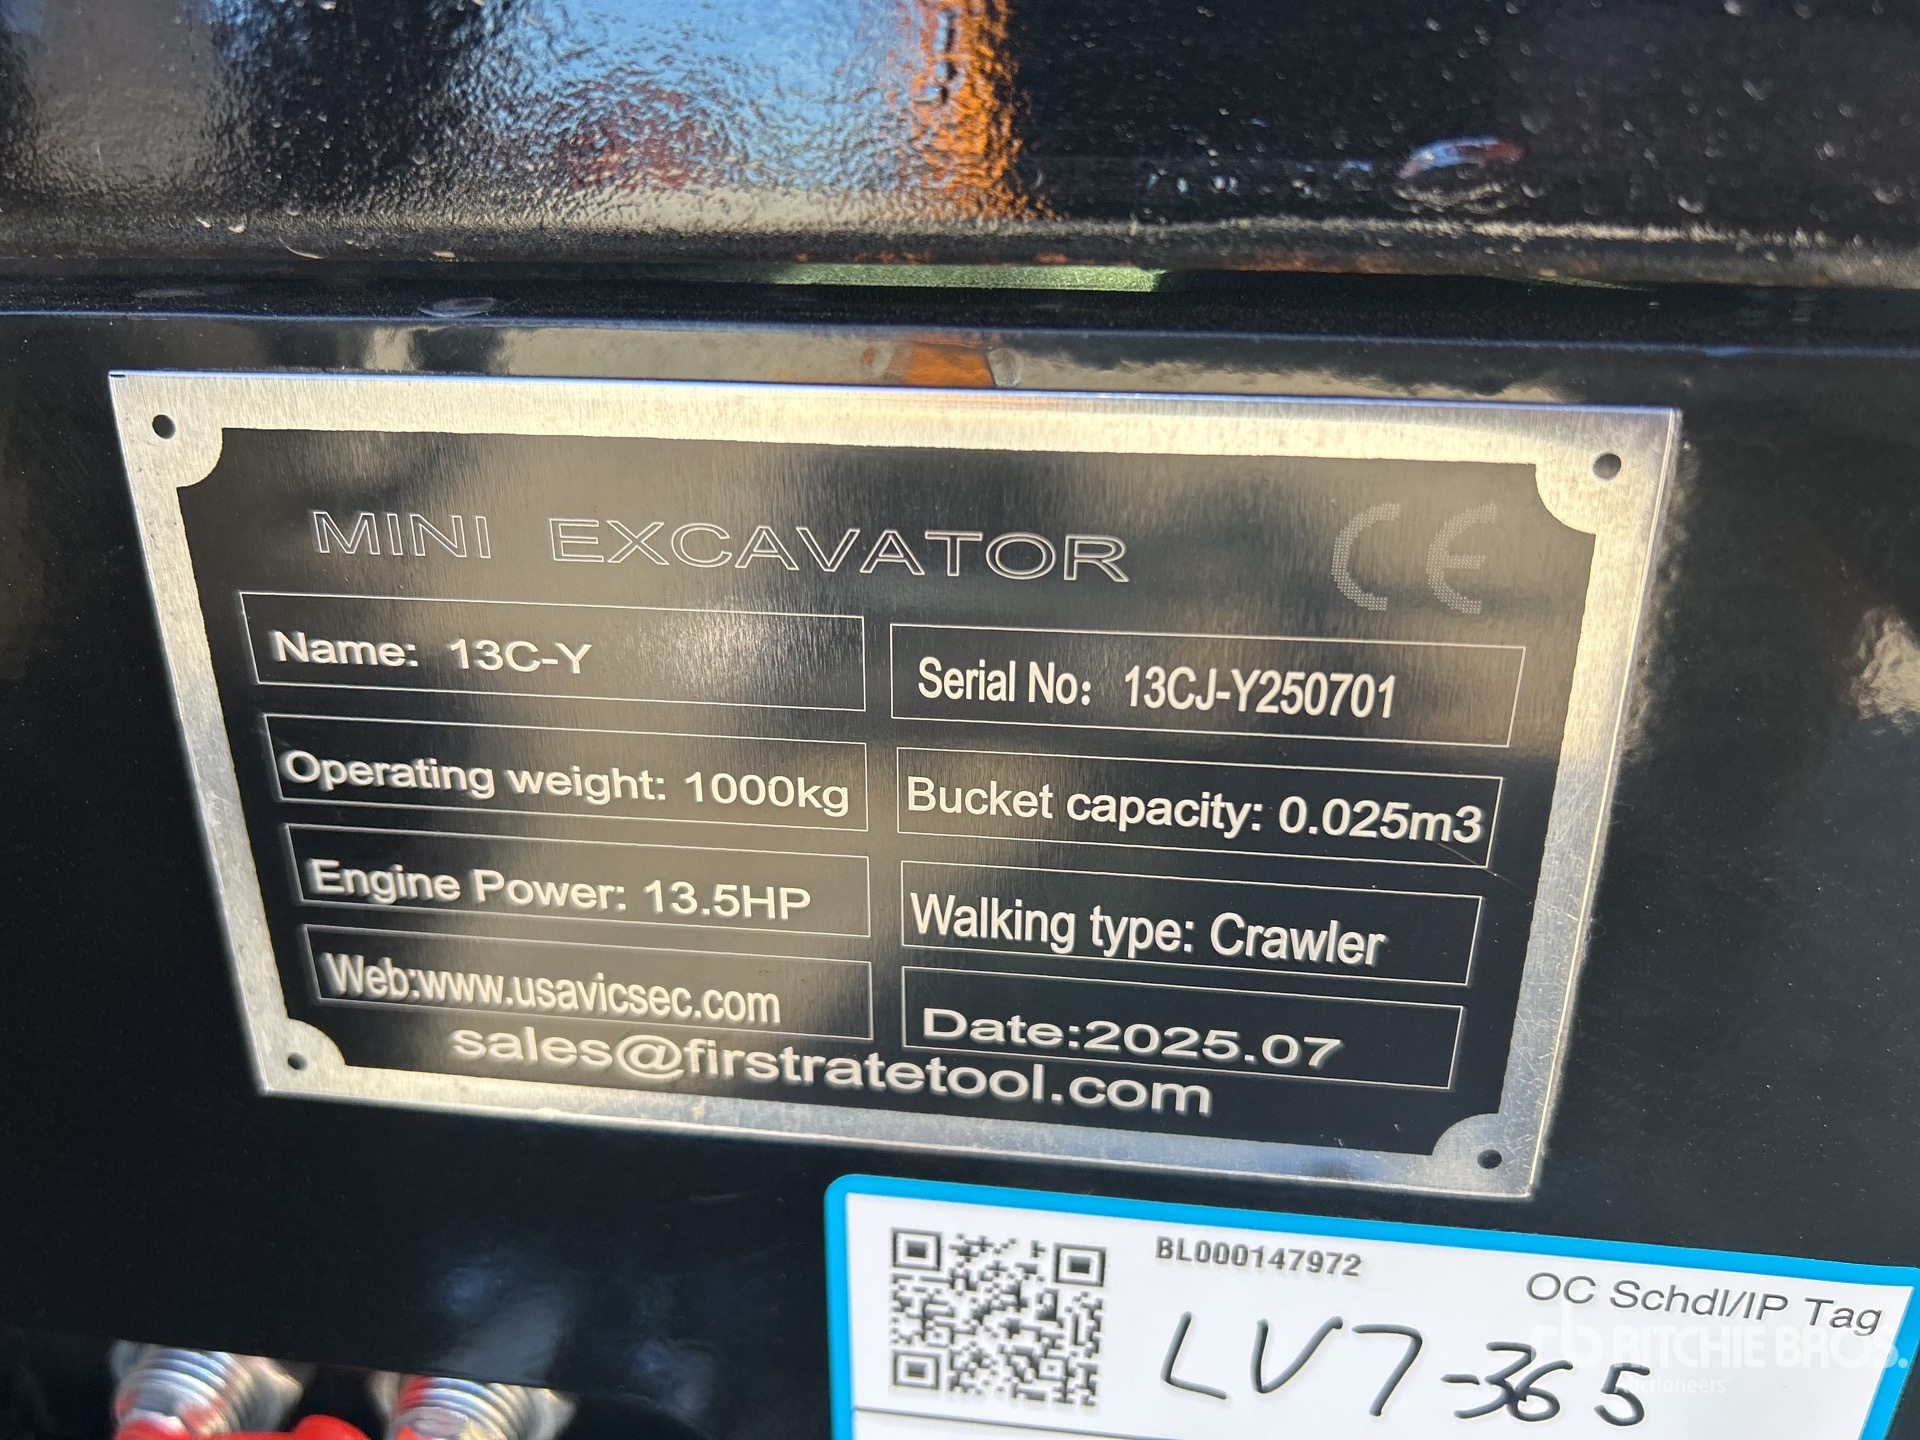 MINI EXCAVATOR CE
Name: 13C-Y
Serial No: 13CJ-Y250701
Operating weight: 1000kg
Bucket capacity: 0.025m3
Engine Power: 13.5HP
Walking type: Crawler
Web:www.usavicsec.com
Date:2025.07
sales@firstratetool.com
BL000147972
OC Schdl/IP Tag
LV7-365
rb RITCHIE BROS.
Auctioneers